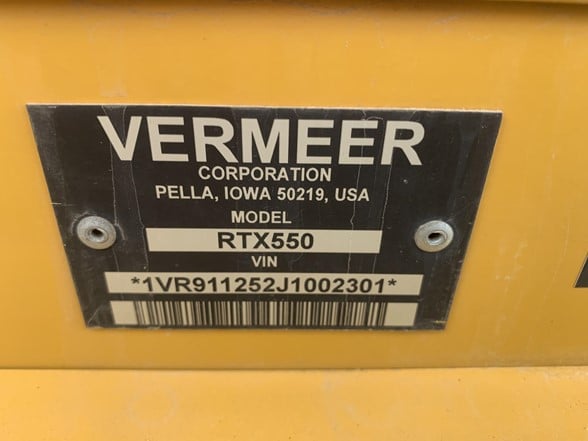 VERMEER
CORPORATION
PELLA, IOWA 50219, USA
MODEL
RTX550
VIN
*1VR911252J1002301*